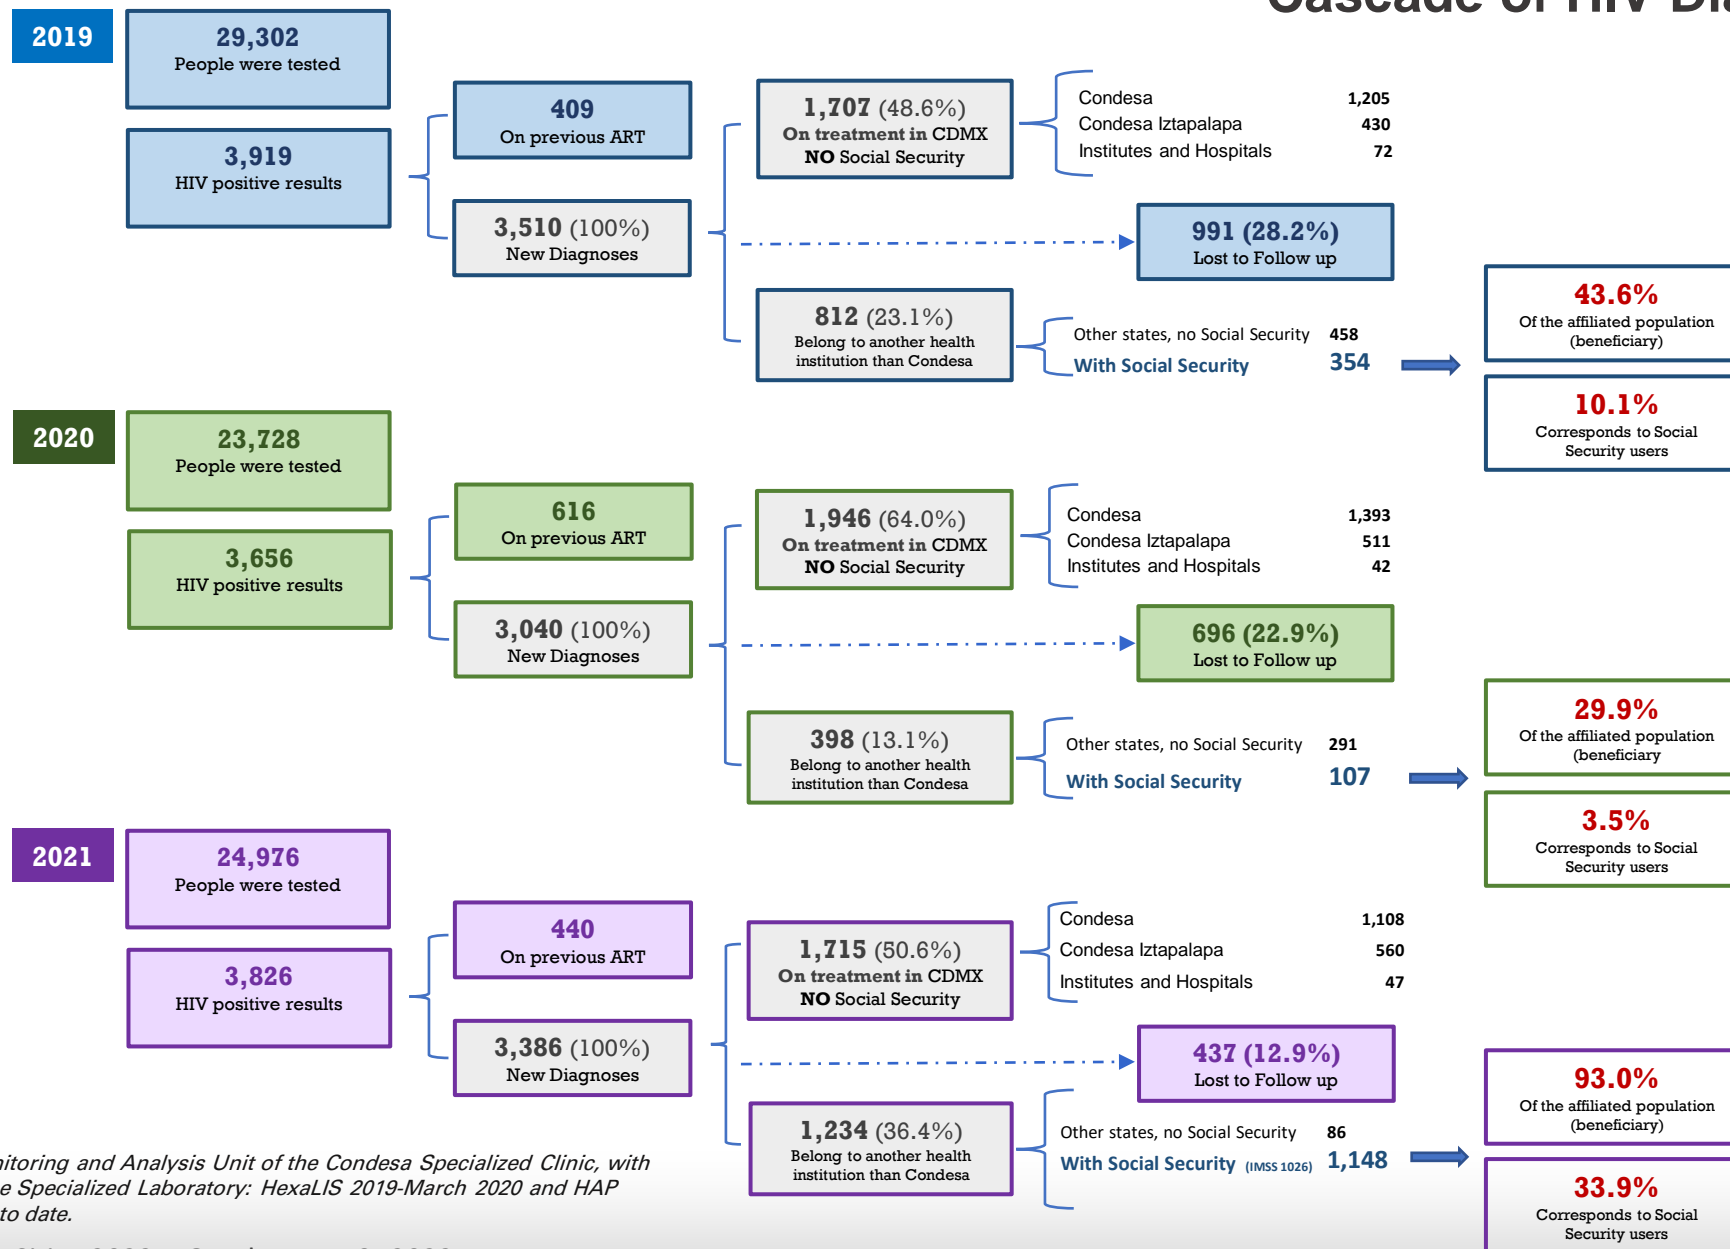 Cascade of HIV Dia
2019
29,302
People were tested
3,919
HIV positive results
409
On previous ART
3,510 (100%)
New Diagnoses
1,707 (48.6%)
On treatment in CDMX
NO Social Security
Condesa 1,205
Condesa Iztapalapa 430
Institutes and Hospitals 72
991 (28.2%)
Lost to Follow up
812 (23.1%)
Belong to another health
institution than Condesa
Other states, no Social Security 458
With Social Security 354
43.6%
Of the affiliated population
(beneficiary)
10.1%
Corresponds to Social
Security users
2020
23,728
People were tested
3,656
HIV positive results
616
On previous ART
3,040 (100%)
New Diagnoses
1,946 (64.0%)
On treatment in CDMX
NO Social Security
Condesa 1,393
Condesa Iztapalapa 511
Institutes and Hospitals 42
696 (22.9%)
Lost to Follow up
398 (13.1%)
Belong to another health
institution than Condesa
Other states, no Social Security 291
With Social Security 107
29.9%
Of the affiliated population
(beneficiary
3.5%
Corresponds to Social
Security users
2021
24,976
People were tested
3,826
HIV positive results
440
On previous ART
3,386 (100%)
New Diagnoses
1,715 (50.6%)
On treatment in CDMX
NO Social Security
Condesa 1,108
Condesa Iztapalapa 560
Institutes and Hospitals 47
437 (12.9%)
Lost to Follow up
1,234 (36.4%)
Belong to another health
institution than Condesa
Other states, no Social Security 86
With Social Security (IMSS 1026) 1,148
93.0%
Of the affiliated population
(beneficiary)
33.9%
Corresponds to Social
Security users
nitoring and Analysis Unit of the Condesa Specialized Clinic, with
e Specialized Laboratory: HexaLIS 2019-March 2020 and HAP
to date.